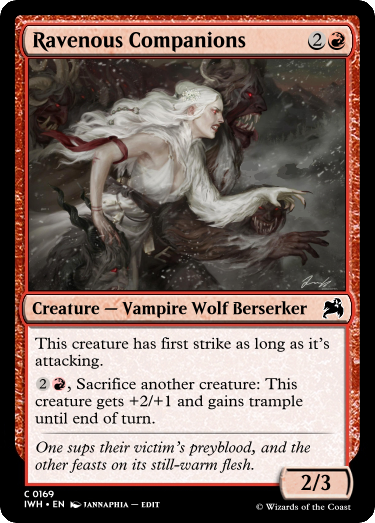 Ravenous Companions 2
Creature — Vampire Wolf Berserker
This creature has first strike as long as it's
attacking.
2, Sacrifice another creature: This
creature gets +2/+1 and gains trample
until end of turn.
One sups their victim's preyblood, and the
other feasts on its still-warm flesh.
2/3
C 0169
IWH • EN JANNAPHIA — EDIT
© Wizards of the Coast